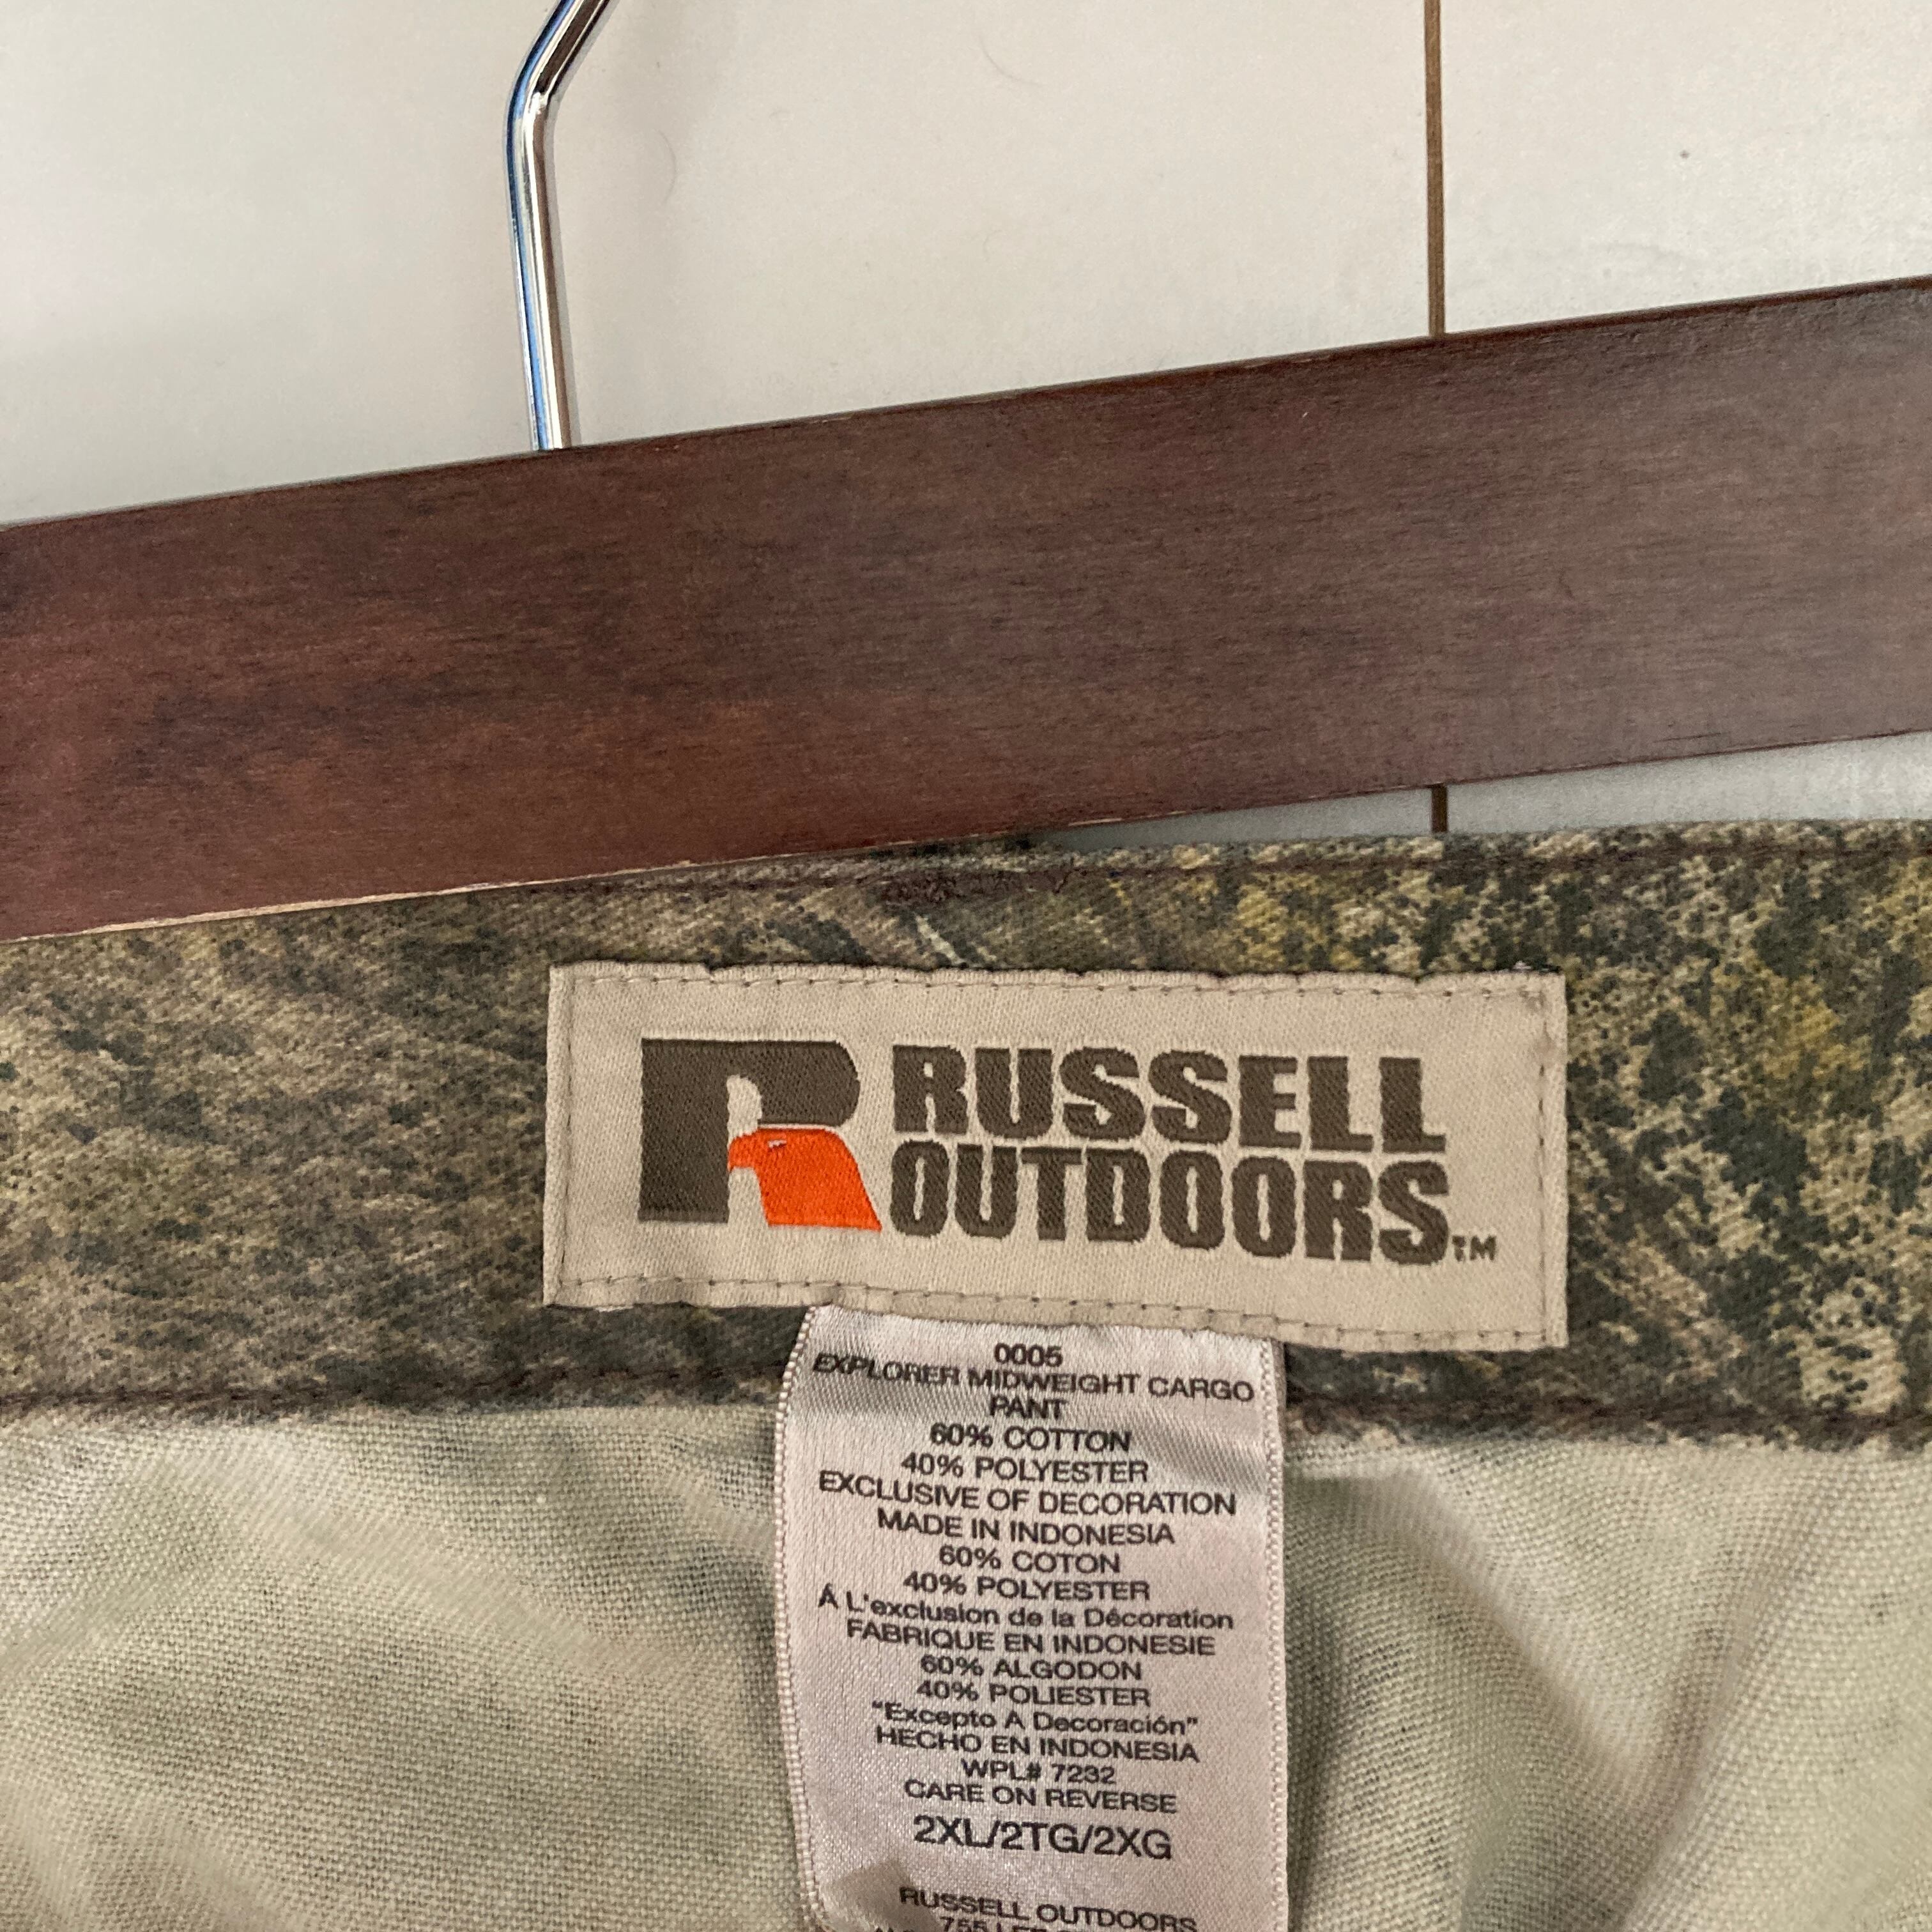 RUSSELL
OUTDOORS™
0005
EXPLORER MIDWEIGHT CARGO
PANT
60% COTTON
40% POLYESTER
EXCLUSIVE OF DECORATION
MADE IN INDONESIA
60% COTON
40% POLYESTER
Á L'exclusion de la Décoration
FABRIQUE EN INDONESIE
60% ALGODON
40% POLIESTER
"Excepto A Decoración"
HECHO EN INDONESIA
WPL# 7232
CARE ON REVERSE
2XL/2TG/2XG
RUSSELL OUTDOORS
755